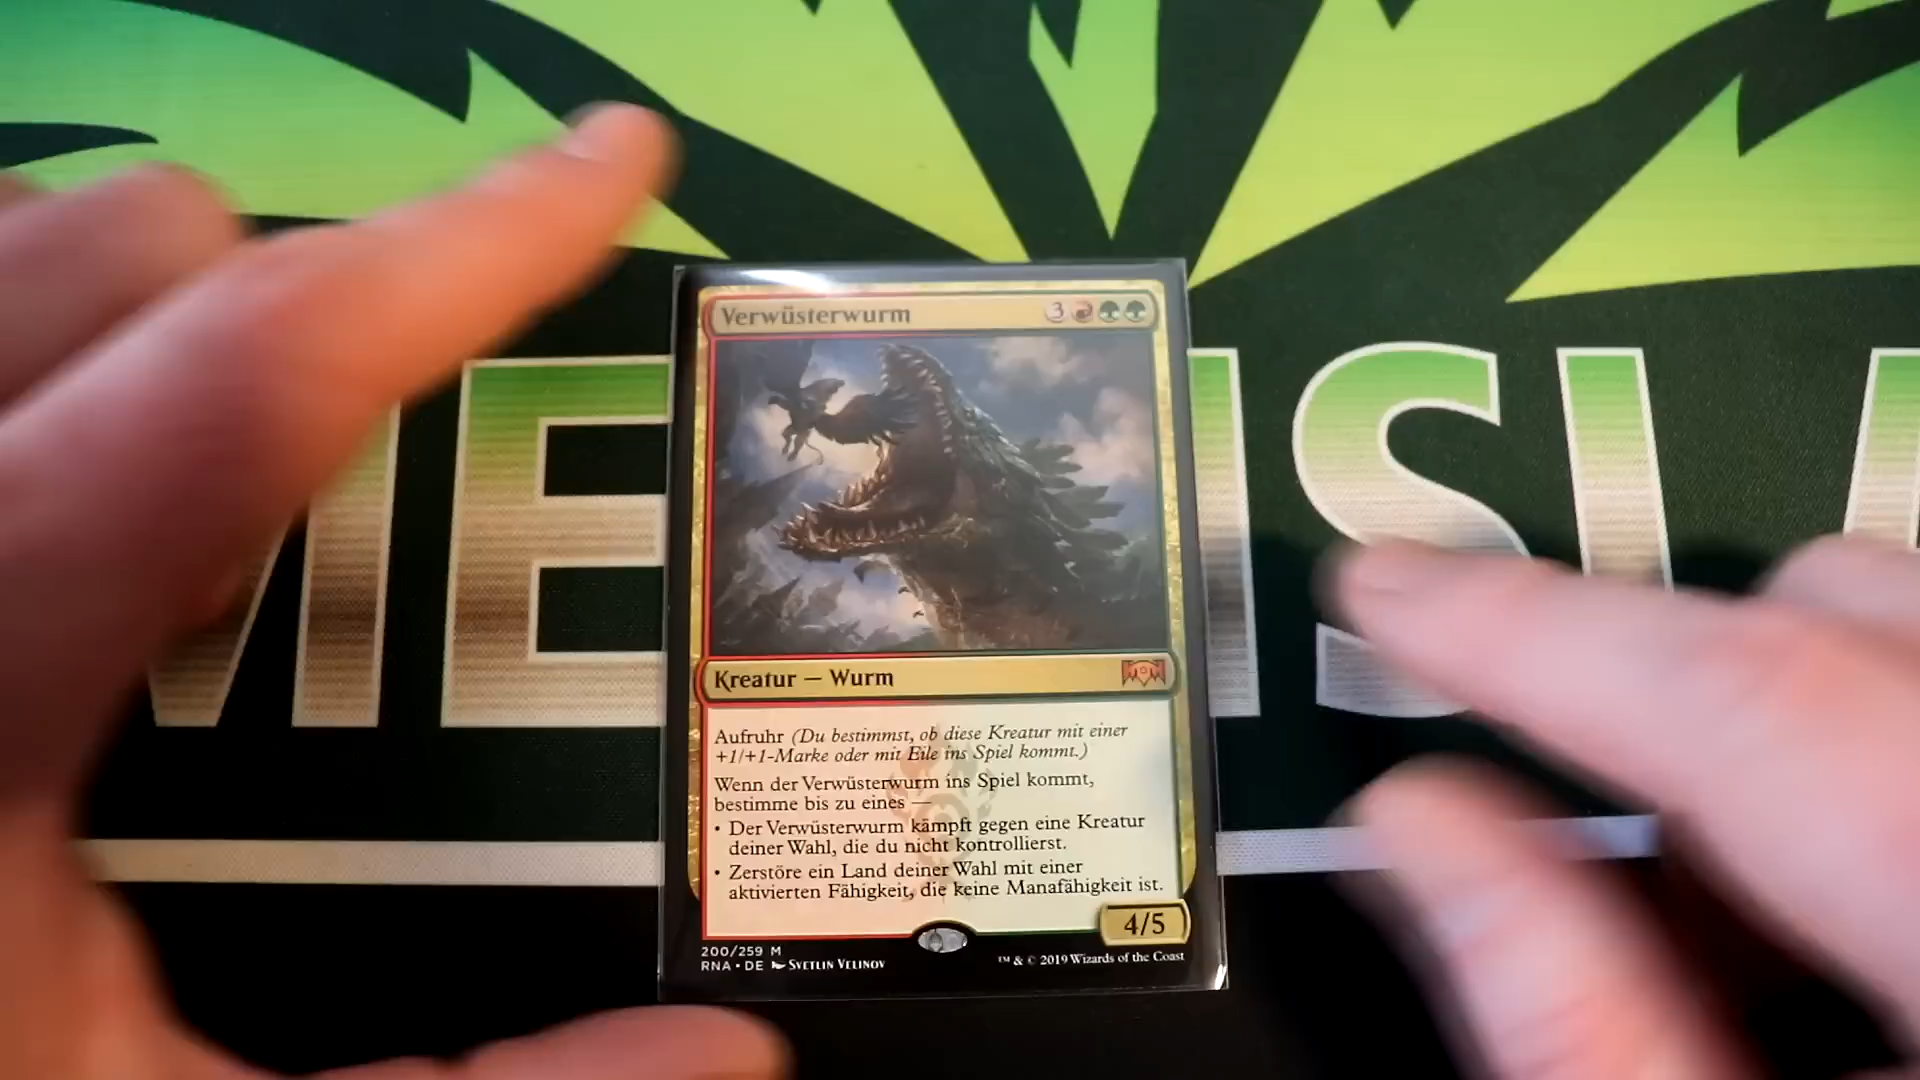 Verwüsterwurm 3
Kreatur — Wurm
Aufruhr (Du bestimmst, ob diese Kreatur mit einer
+1/+1-Marke oder mit Eile ins Spiel kommt.)
Wenn der Verwüsterwurm ins Spiel kommt,
bestimme bis zu eines —
• Der Verwüsterwurm kämpft gegen eine Kreatur
deiner Wahl, die du nicht kontrollierst.
• Zerstöre ein Land deiner Wahl mit einer
aktivierten Fähigkeit, die keine Manafähigkeit ist.
4/5
200/259 M
RNA • DE Svetlin Velinov
™ & © 2019 Wizards of the Coast